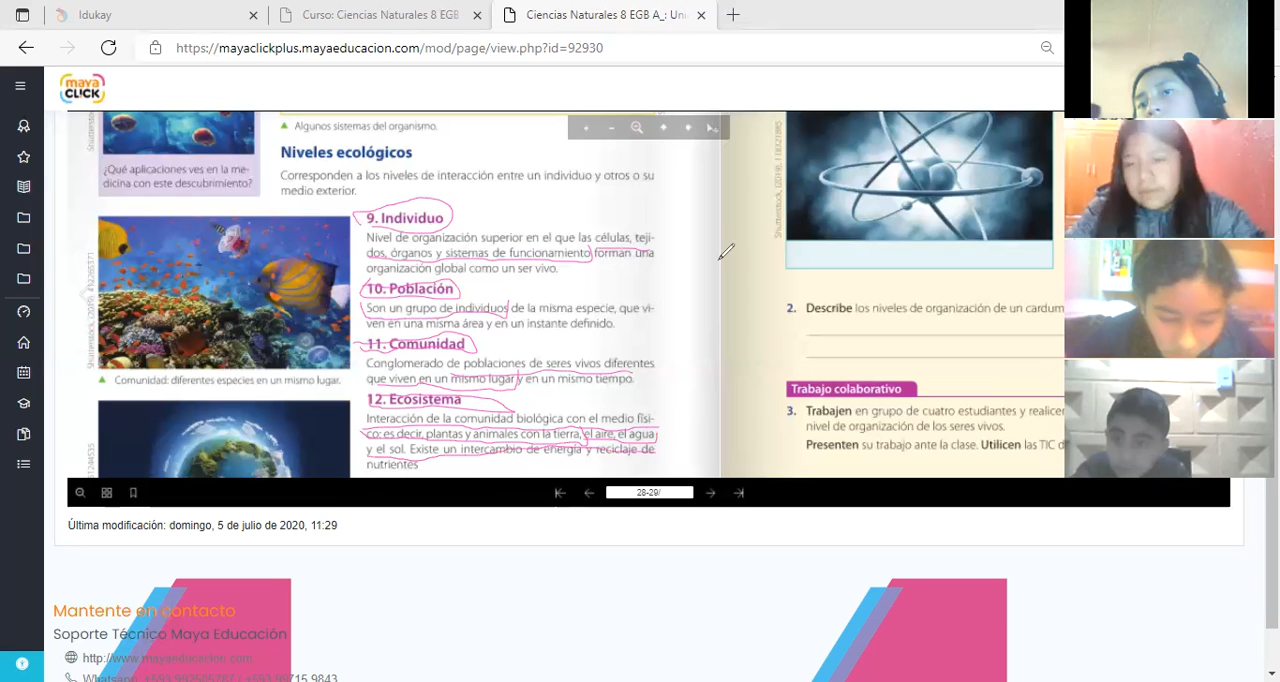 Idukay
Curso: Ciencias Naturales 8 EGB
Ciencias Naturales 8 EGB A_: Uni
https://mayaclickplus.mayaeducacion.com/mod/page/view.php?id=92930
maya
CLICK
Algunos sistemas del organismo.
¿Qué aplicaciones ves en la me-
dicina con este descubrimiento?
Niveles ecológicos
Corresponden a los niveles de interacción entre un individuo y otros o su
medio exterior.
9. Individuo
Nivel de organización superior en el que las células, teji-
dos, órganos y sistemas de funcionamiento forman una
organización global como un ser vivo.
10. Población
Son un grupo de individuos de la misma especie, que vi-
ven en una misma área y en un instante definido.
11. Comunidad
Conglomerado de poblaciones de seres vivos diferentes
que viven en un mismo lugar y en un mismo tiempo.
12. Ecosistema
Interacción de la comunidad biológica con el medio físi-
co; es decir, plantas y animales con la tierra, el aire, el agua
y el sol. Existe un intercambio de energía y reciclaje de
nutrientes
Comunidad: diferentes especies en un mismo lugar.
2. Describe los niveles de organización de un cardum
Trabajo colaborativo
3. Trabajen en grupo de cuatro estudiantes y realicen
nivel de organización de los seres vivos.
Presenten su trabajo ante la clase. Utilicen las TIC d
28-29/
Última modificación: domingo, 5 de julio de 2020, 11:29
Mantente en contacto
Soporte Técnico Maya Educación
http://www.mayaeducacion.com